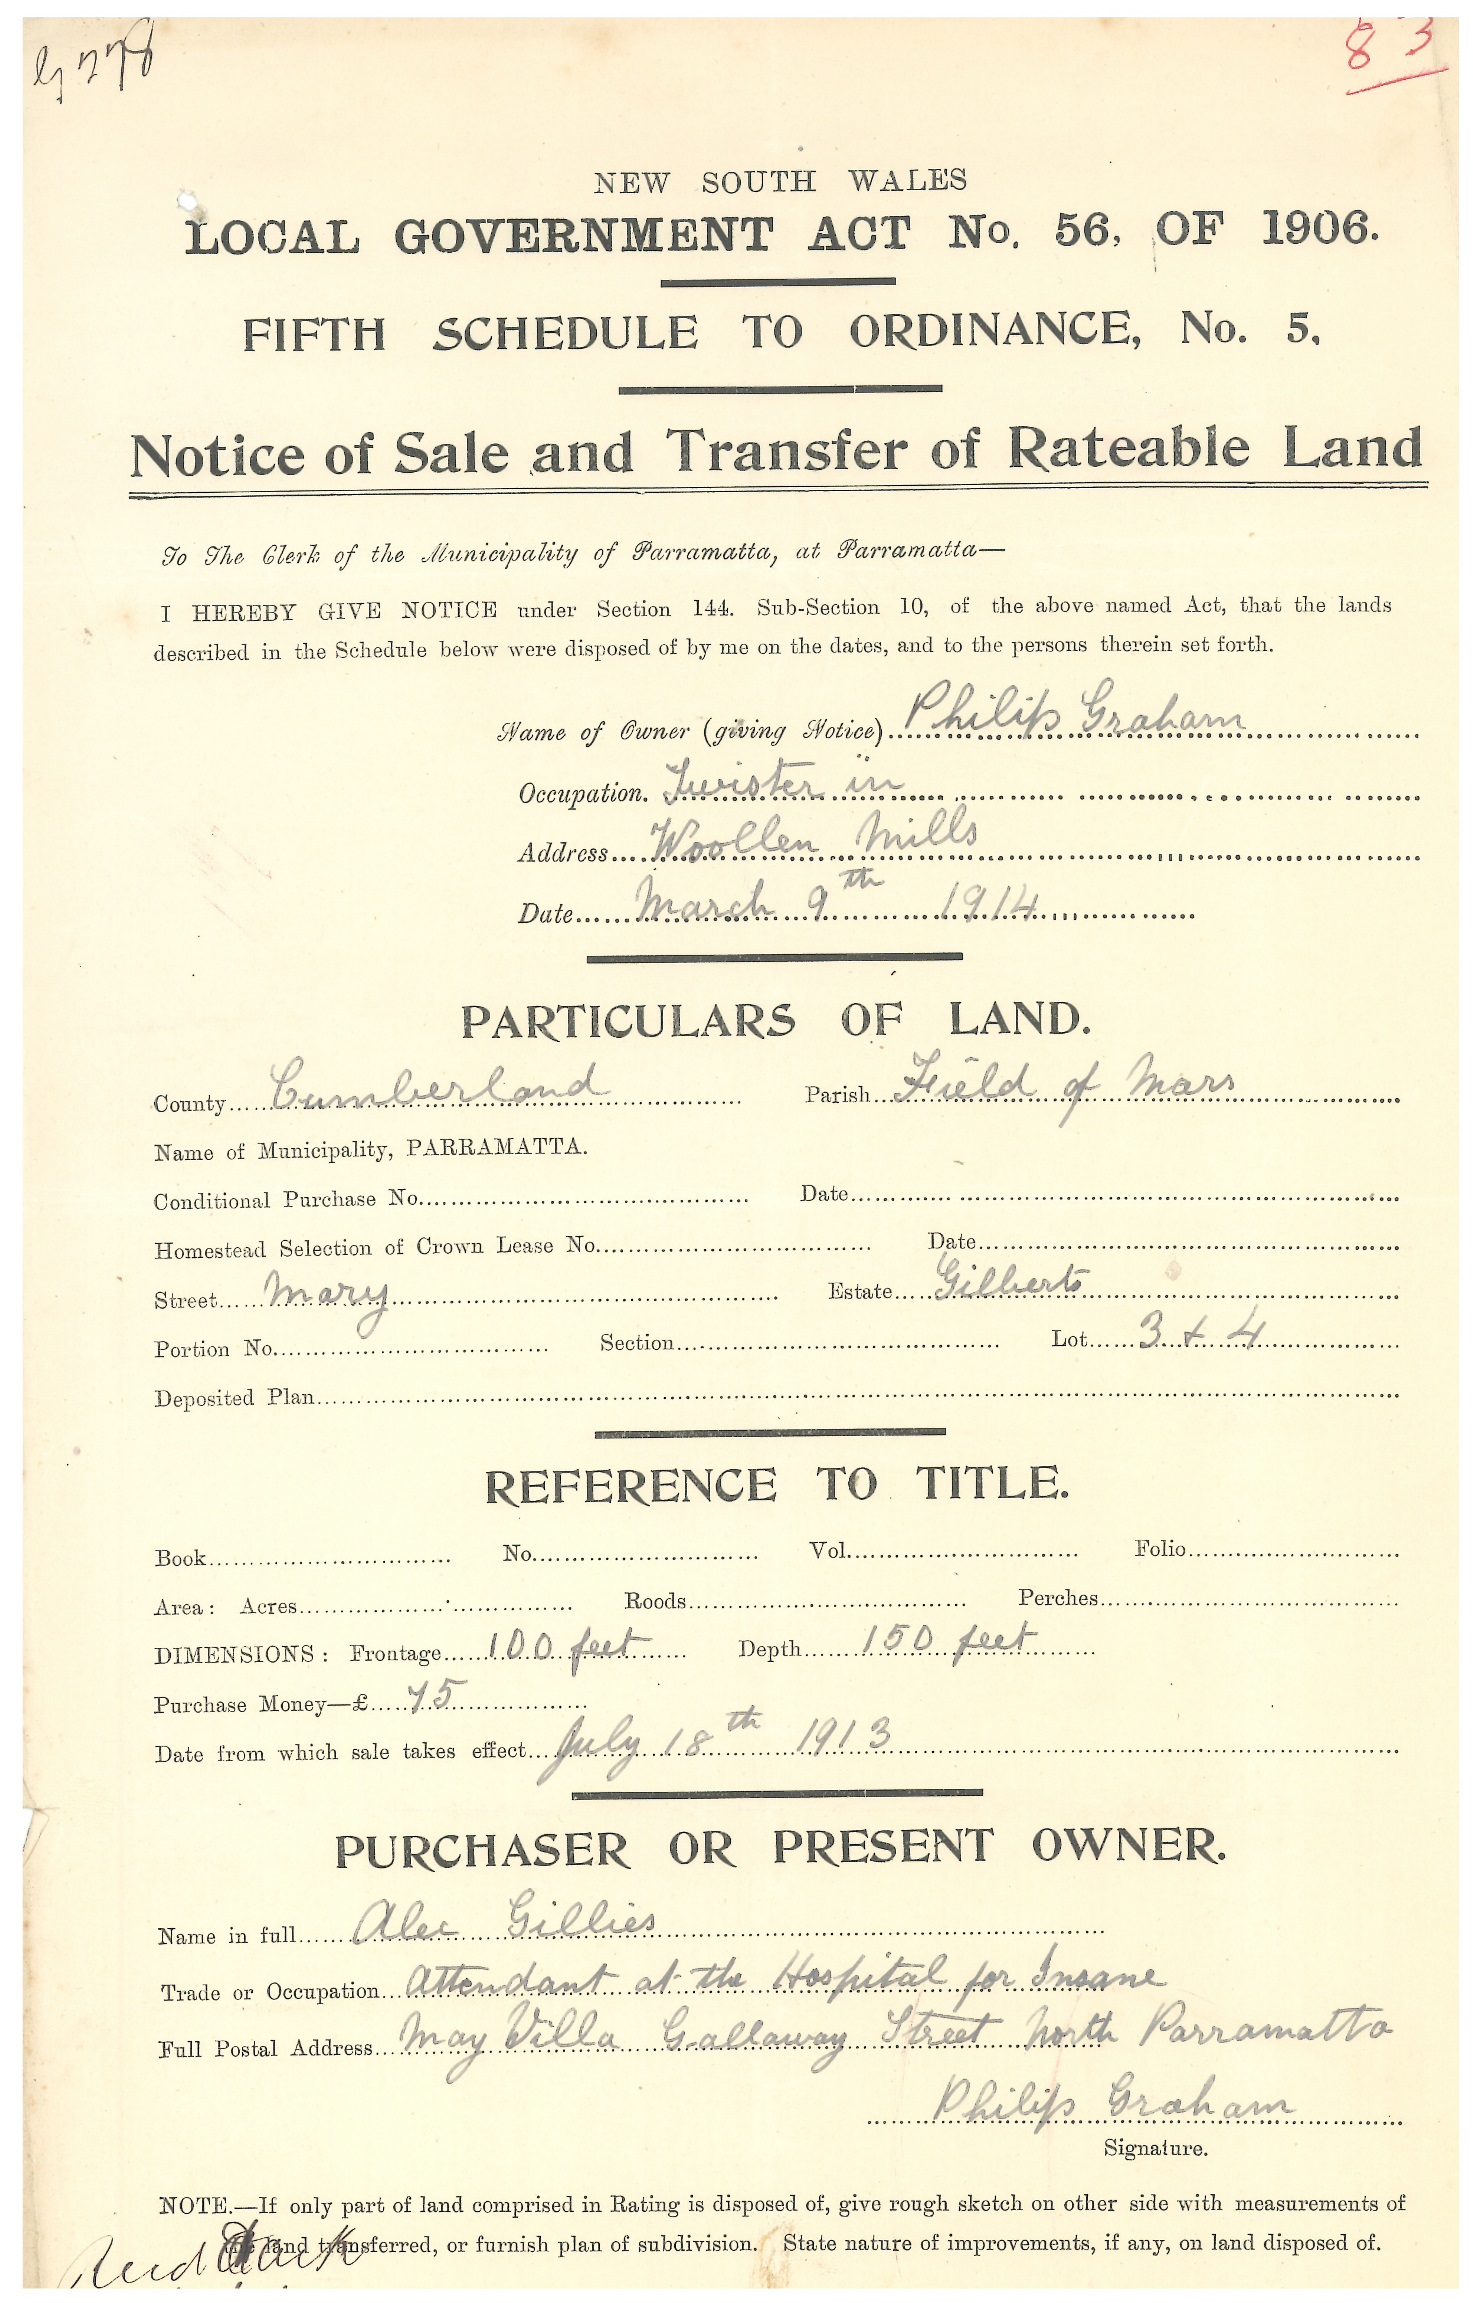 83
NEW SOUTH WALES
LOCAL GOVERNMENT ACT No. 56, OF 1906.
FIFTH SCHEDULE TO ORDINANCE, No. 5.
Notice of Sale and Transfer of Rateable Land
To The Clerk of the Municipality of Parramatta, at Parramatta—
I HEREBY GIVE NOTICE under Section 144. Sub-Section 10, of the above named Act, that the lands
described in the Schedule below were disposed of by me on the dates, and to the persons therein set forth.
Name of Owner (giving Notice) Philip Graham
Occupation. Twister in
Address Woollen Mills
Date March 9th 1914
PARTICULARS OF LAND.
County Cumberland Parish Field of Mars
Name of Municipality, PARRAMATTA.
Conditional Purchase No. Date
Homestead Selection of Crown Lease No. Date
Street Mary Estate Gilberts
Portion No. Section Lot 3 & 4
Deposited Plan
REFERENCE TO TITLE.
Book No. Vol. Folio
Area: Acres Roods Perches
DIMENSIONS: Frontage 100 feet Depth 150 feet
Purchase Money—£ 75
Date from which sale takes effect July 18th 1913
PURCHASER OR PRESENT OWNER.
Name in full Alec Gillies
Trade or Occupation Attendant at the Hospital for Insane
Full Postal Address May Villa Gallaway Street North Parramatta
Philip Graham
Signature.
NOTE.—If only part of land comprised in Rating is disposed of, give rough sketch on other side with measurements of
the land transferred, or furnish plan of subdivision. State nature of improvements, if any, on land disposed of.